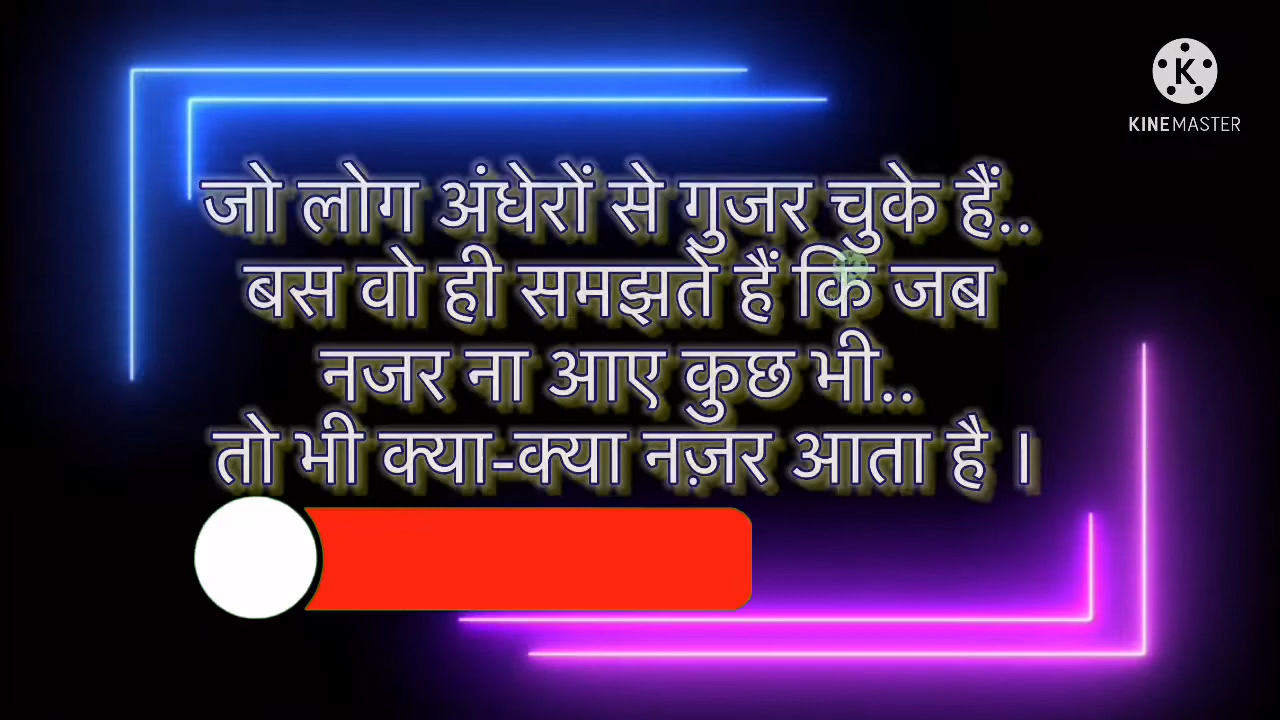 KINEMASTER
जो लोग अंधेरों से गुजर चुके हैं..
बस वो ही समझते हैं कि जब
नजर ना आए कुछ भी..
तो भी क्या-क्या नज़र आता है ।